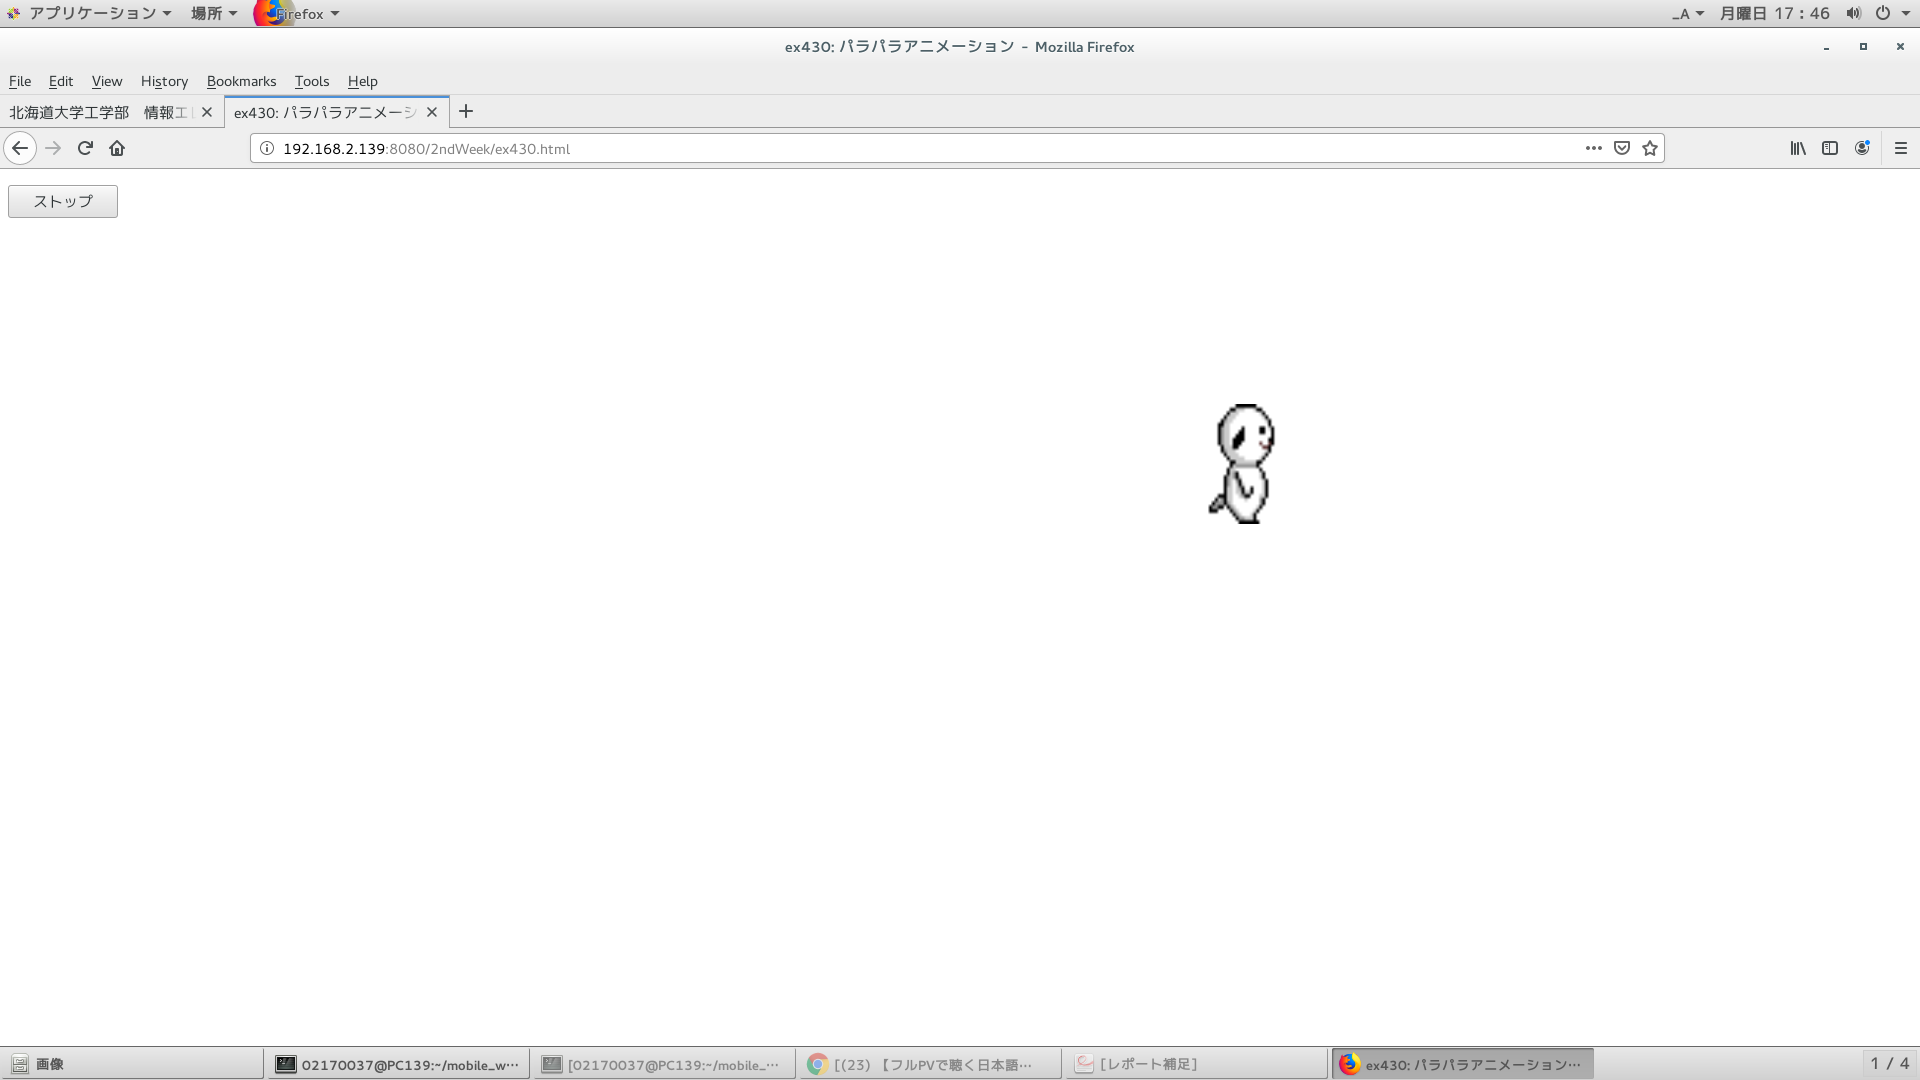 アプリケーション 場所 Firefox _A 月曜日 17：46
ex430: パラパラアニメーション - Mozilla Firefox
File Edit View History Bookmarks Tools Help
北海道大学工学部　情報エ ex430: パラパラアニメーシ
192.168.2.139:8080/2ndWeek/ex430.html
ストップ
画像 02170037@PC139:~/mobile_w… [02170037@PC139:~/mobile_… [(23) 【フルPVで聴く日本語… [レポート補足] ex430: パラパラアニメーション… 1 / 4